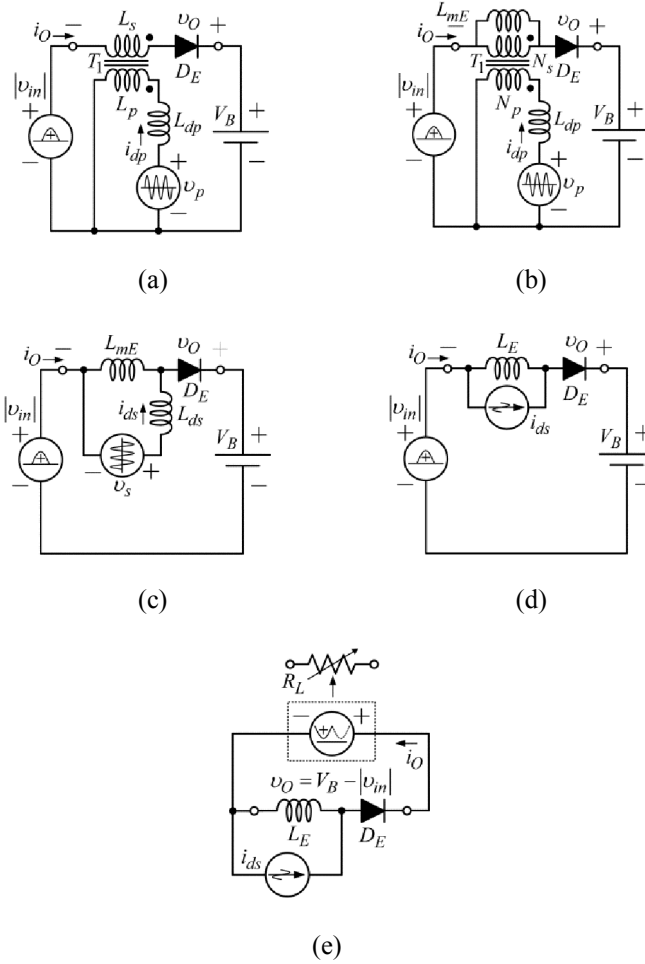 L_s
υ_O
i_O
− +
|υ_in| +
T_1
D_E
L_p
L_dp
V_B +
i_dp
+
υ_p
−
−
−
(a)
L_mE
υ_O
i_O
− +
|υ_in| +
T_1 N_s
D_E
N_p
L_dp
V_B +
i_dp
+
υ_p
−
−
−
(b)
L_mE
υ_O
i_O
− +
|υ_in| +
D_E
i_ds
L_ds
V_B +
− +
υ_s
−
−
(c)
L_E
υ_O
i_O
− +
|υ_in| +
D_E
i_ds
V_B +
−
−
(d)
R_L
− + +
i_O
υ_O = V_B − |υ_in|
L_E
D_E
i_ds
(e)